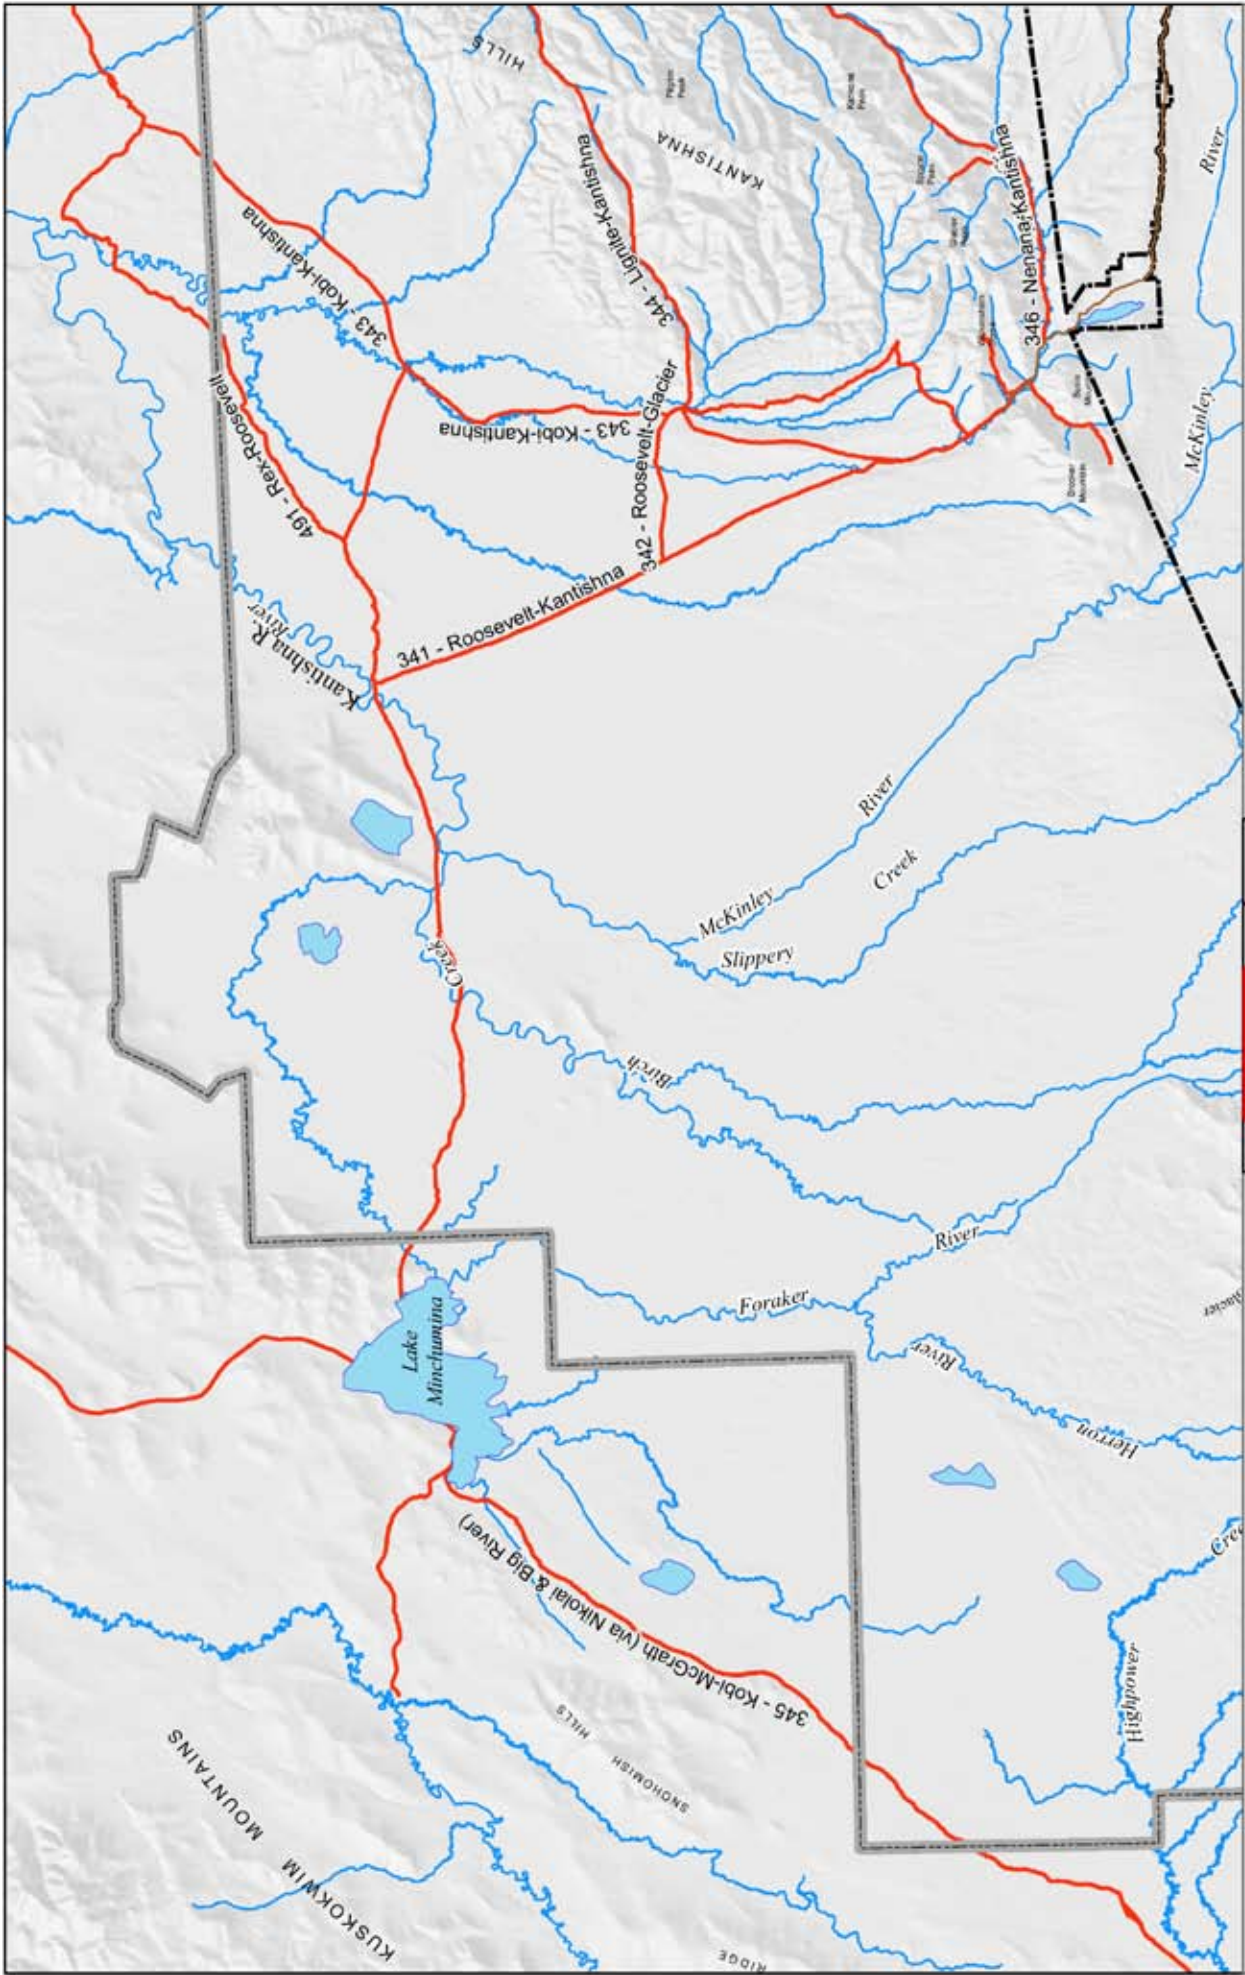 HILLS
KANTISHNA
344 - Lignite-Kantishna
343 - Kobi-Kantishna
491 - Rex-Roosevelt
343 - Kobi-Kantishna
342 - Roosevelt-Glacier
341 - Roosevelt-Kantishna
346 - Nenana-Kantishna
River
McKinley
Kantishna R.
River
River
McKinley
Creek
Slippery
Creek
Birch
River
Foraker
River
Herron
Lake
Minchumina
345 - Kobi-McGrath (via Nikolai & Big River)
Highpower
SNOHOMISH
HILLS
KUSKOKWIM
MOUNTAINS
RIDGE